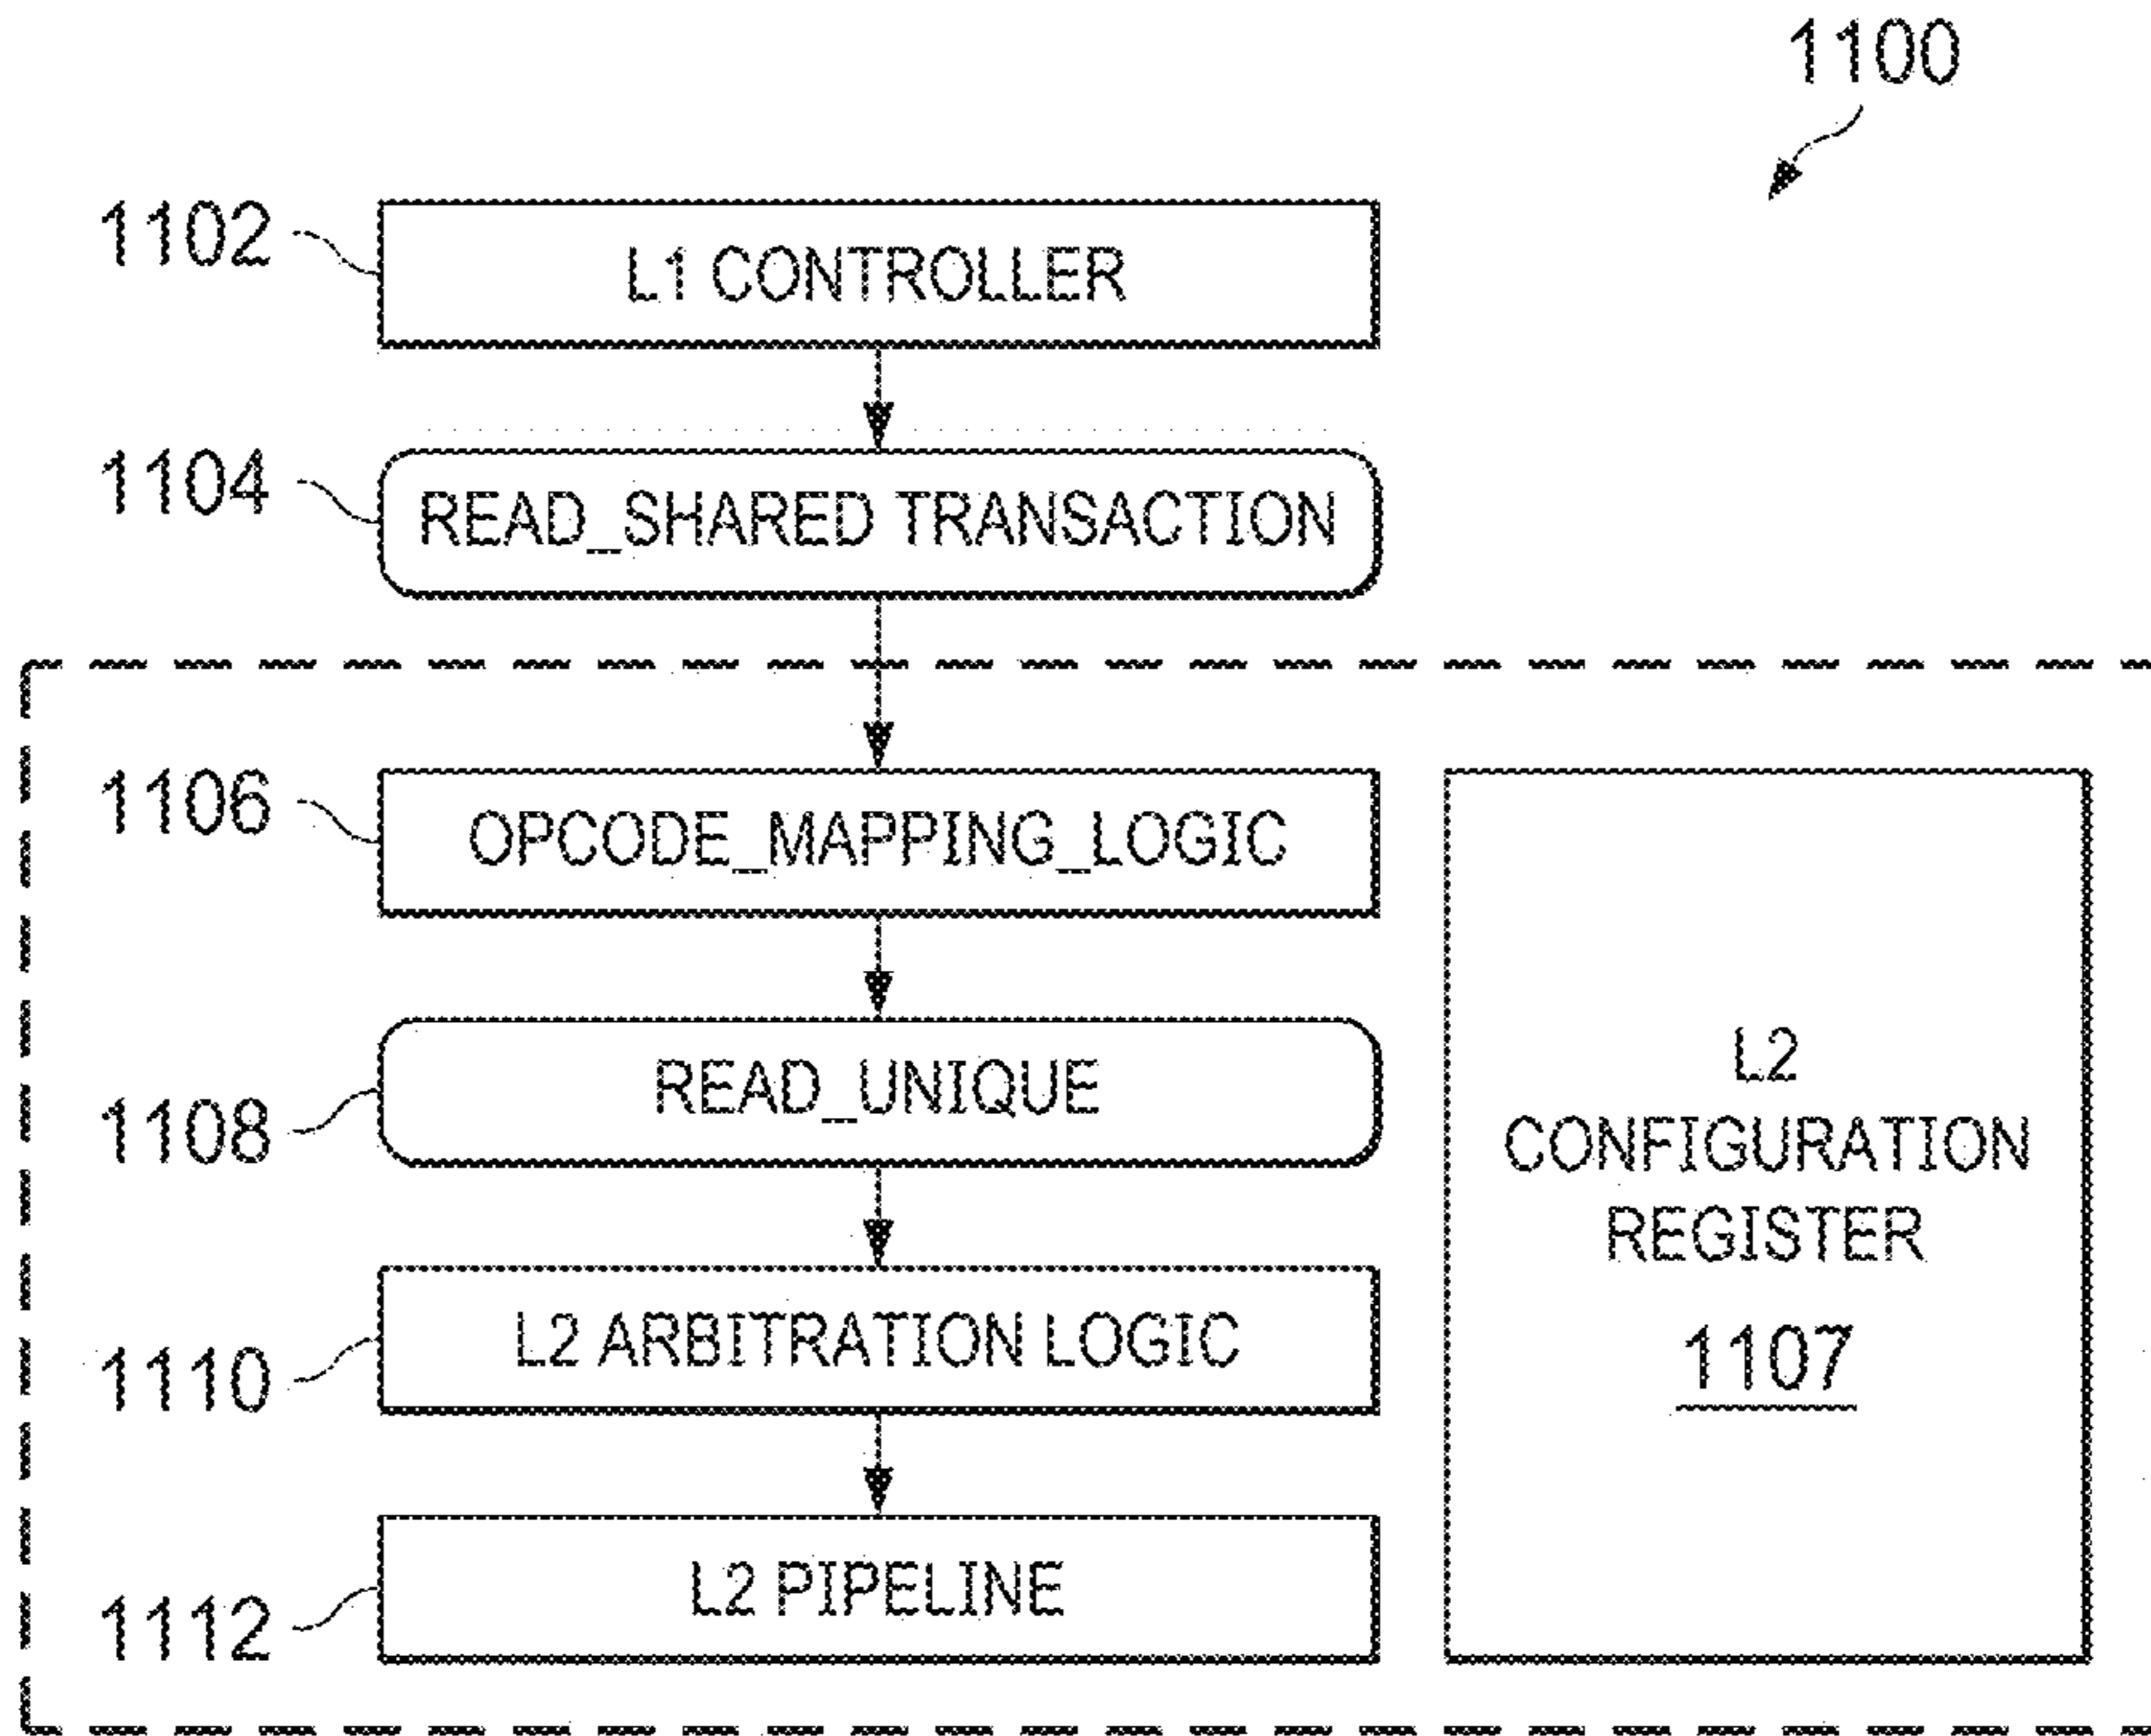 1100
1102
L1 CONTROLLER
1104
READ_SHARED TRANSACTION
1106
OPCODE_MAPPING_LOGIC
1108
READ_UNIQUE
1110
L2 ARBITRATION LOGIC
1112
L2 PIPELINE
L2
CONFIGURATION
REGISTER
1107